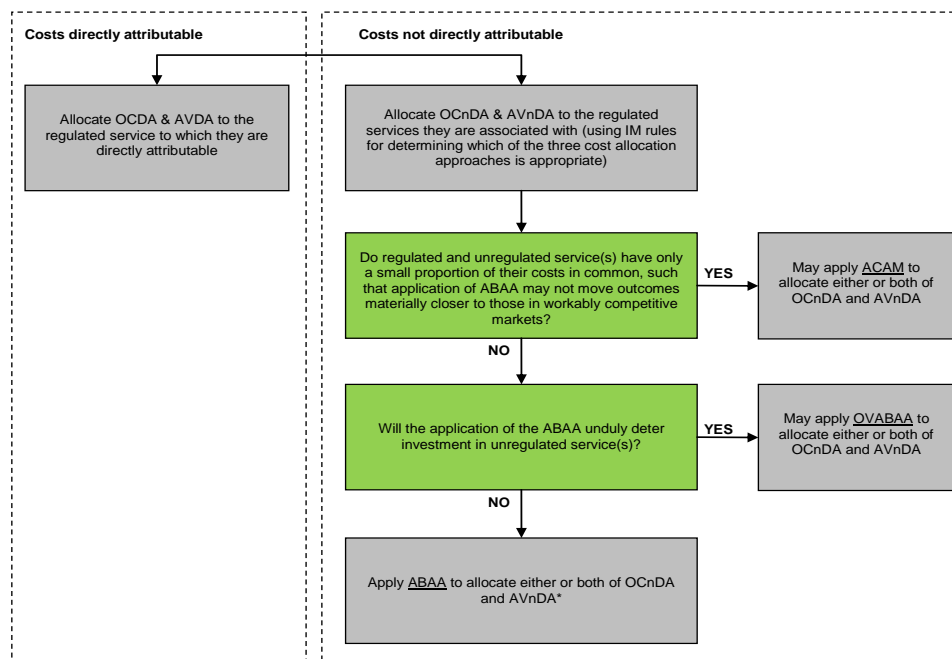 Costs directly attributable
Costs not directly attributable
Allocate OCDA & AVDA to the
regulated service to which they are
directly attributable
Allocate OCnDA & AVnDA to the regulated
services they are associated with (using IM rules
for determining which of the three cost allocation
approaches is appropriate)
Do regulated and unregulated service(s) have only
a small proportion of their costs in common, such
that application of ABAA may not move outcomes
materially closer to those in workably competitive
markets?
YES
May apply ACAM to
allocate either or both of
OCnDA and AVnDA
NO
Will the application of the ABAA unduly deter
investment in unregulated service(s)?
YES
May apply OVABAA to
allocate either or both of
OCnDA and AVnDA
NO
Apply ABAA to allocate either or both of OCnDA
and AVnDA*